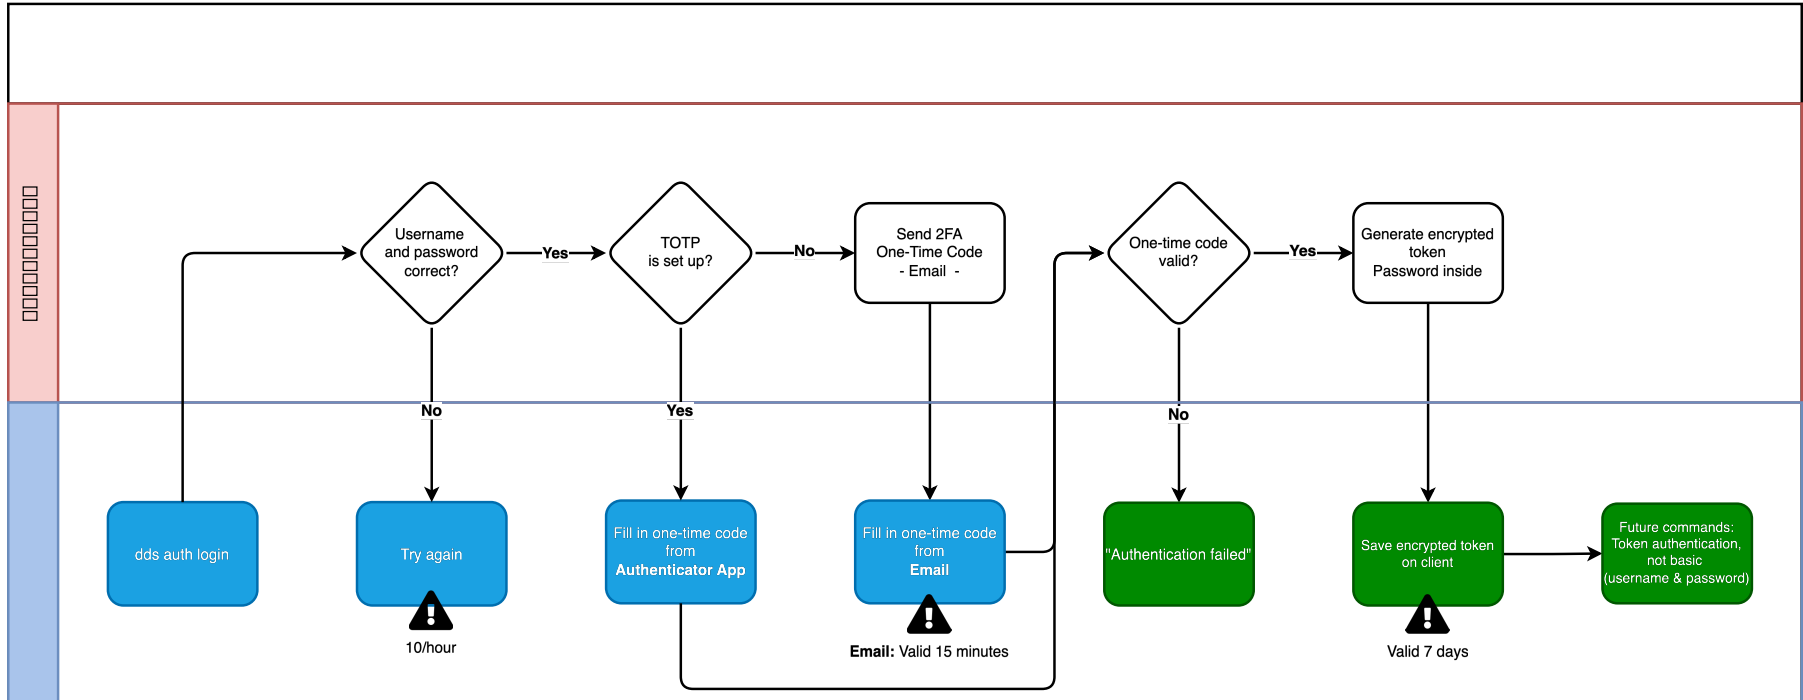 Username
and password
correct?
Yes
TOTP
is set up?
No
Send 2FA
One-Time Code
- Email -
One-time code
valid?
Yes
Generate encrypted
token
Password inside
No
Yes
No
dds auth login
Try again
10/hour
Fill in one-time code
from
Authenticator App
Fill in one-time code
from
Email
Email: Valid 15 minutes
"Authentication failed"
Save encrypted token
on client
Valid 7 days
Future commands:
Token authentication,
not basic
(username & password)